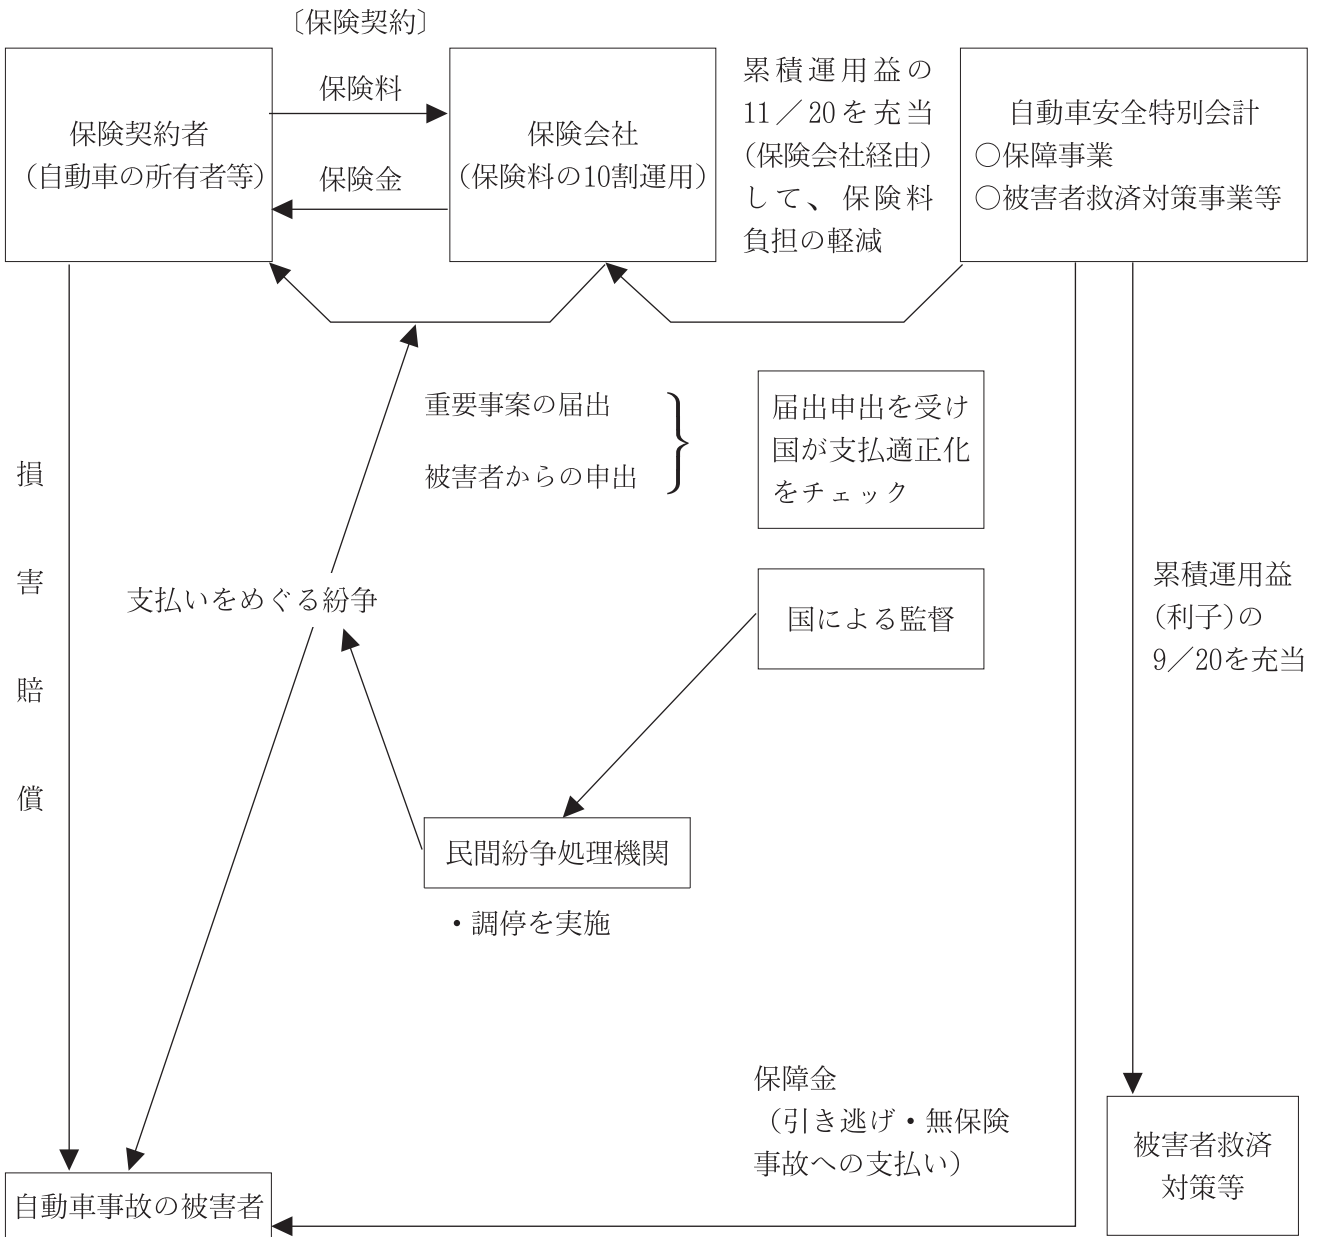 〔保険契約〕
保険契約者
(自動車の所有者等)
保険料
保険金
保険会社
(保険料の10割運用)
累積運用益の
11/20を充当
(保険会社経由)
して、保険料
負担の軽減
自動車安全特別会計
○保障事業
○被害者救済対策事業等
重要事案の届出
被害者からの申出
届出申出を受け
国が支払適正化
をチェック
損
害
賠
償
支払いをめぐる紛争
国による監督
累積運用益
(利子)の
9/20を充当
民間紛争処理機関
・調停を実施
保障金
(引き逃げ・無保険
事故への支払い)
被害者救済
対策等
自動車事故の被害者